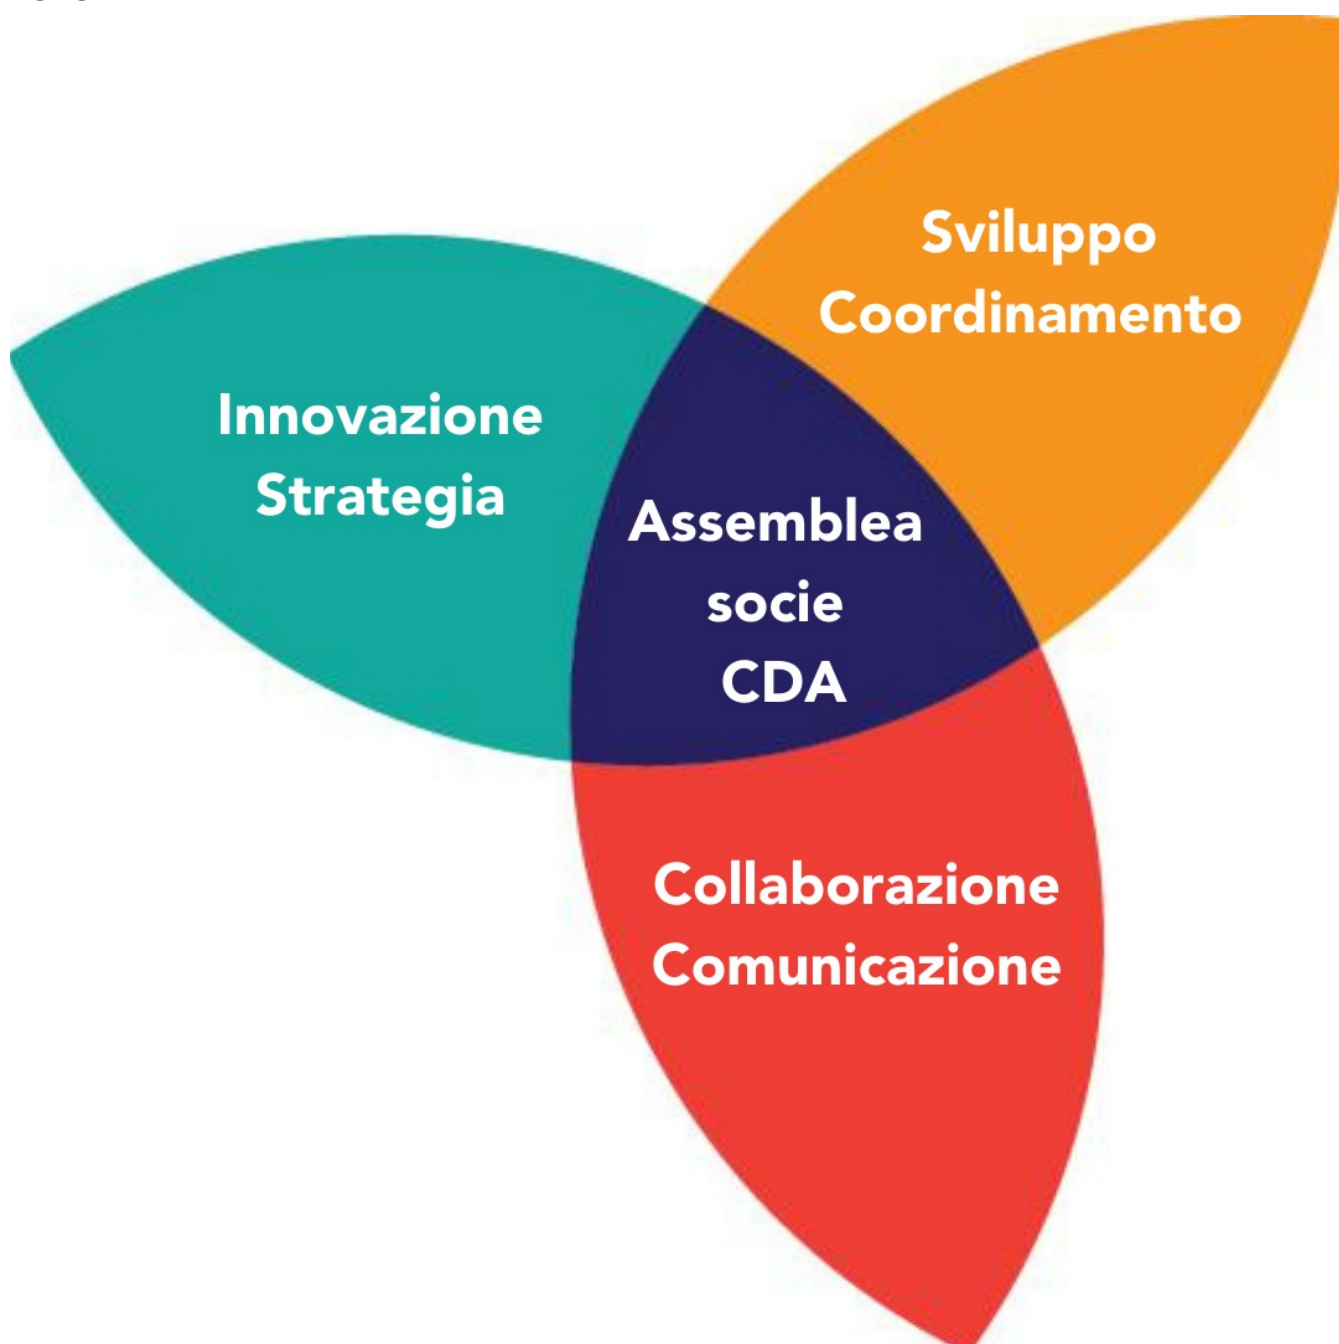 Sviluppo
Coordinamento
Innovazione
Strategia
Assemblea
socie
CDA
Collaborazione
Comunicazione